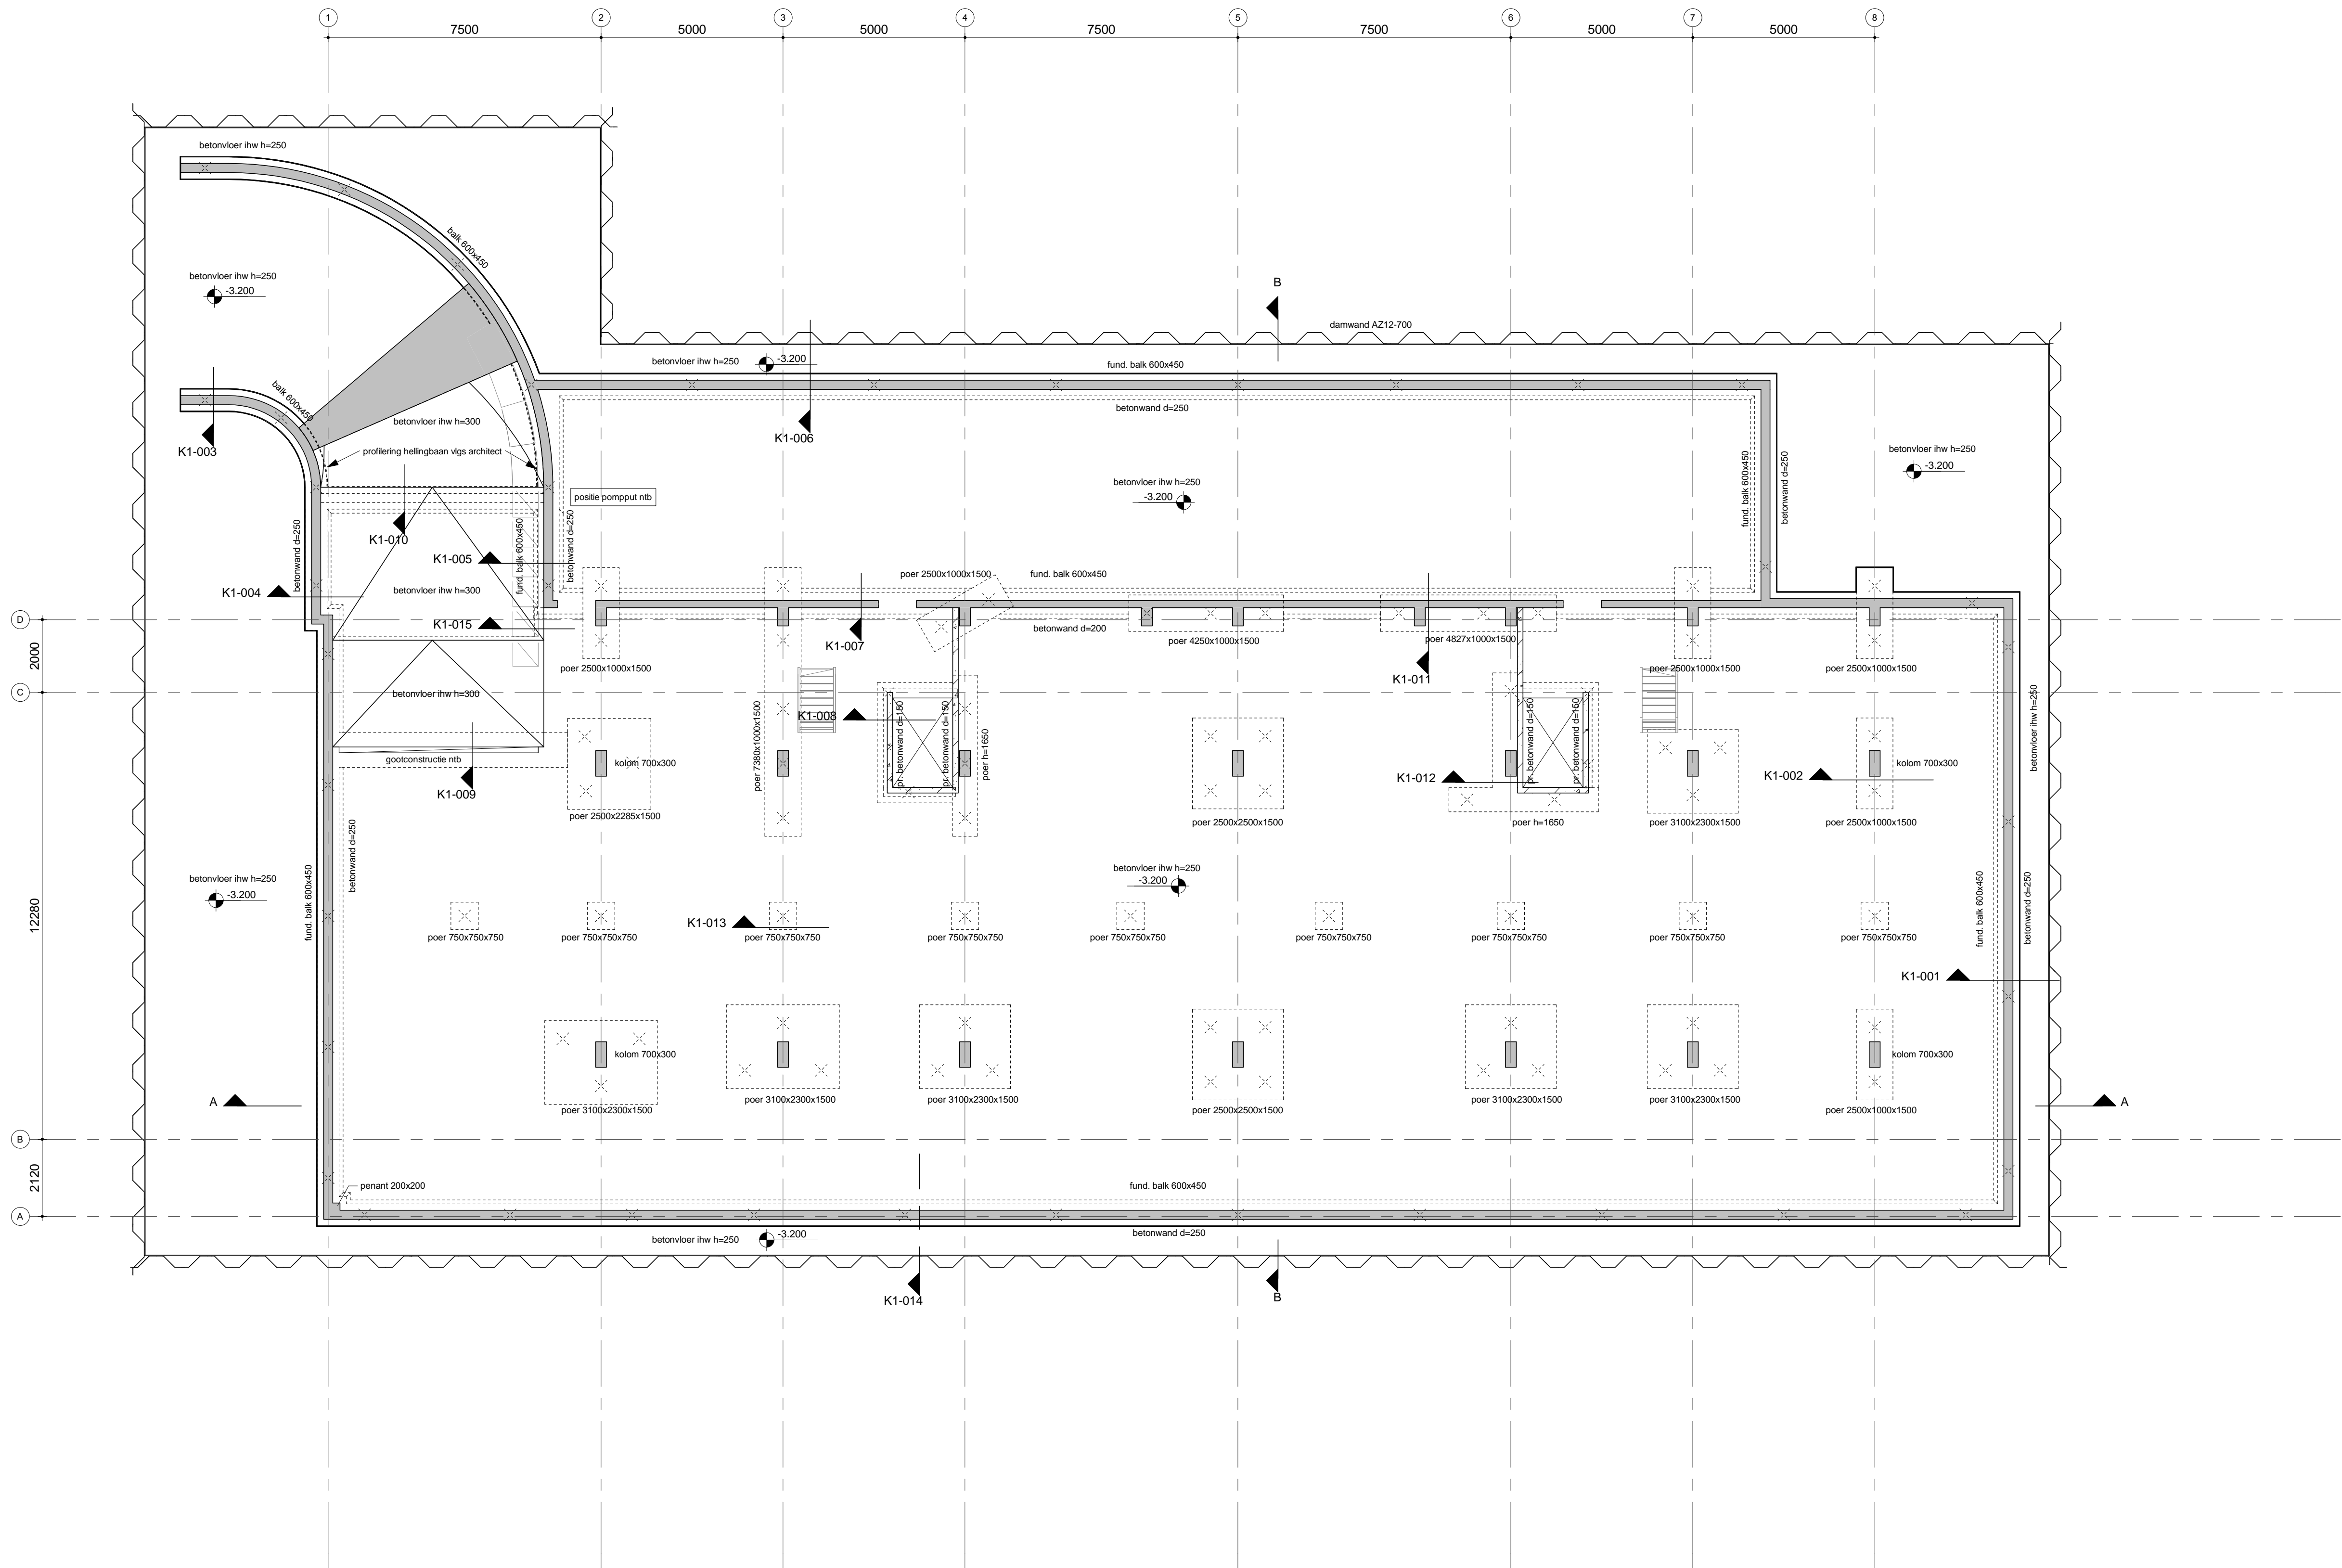 1 2 3 4 5 6 7 8
7500 5000 5000 7500 7500 5000 5000
betonvloer ihw h=250
balk 600x450
betonvloer ihw h=250
-3.200
B
damwand AZ12-700
betonvloer ihw h=250
-3.200
fund. balk 600x450
balk 600x450
betonwand d=250
betonvloer ihw h=300
K1-006
K1-003
profilering hellingbaan vlgs architect
betonvloer ihw h=250
-3.200
fund. balk 600x450
betonwand d=250
betonvloer ihw h=250
-3.200
positie pompput ntb
betonwand d=250
K1-010
fund. balk 600x450
betonwand d=250
K1-005
poer 2500x1000x1500
fund. balk 600x450
K1-004
betonvloer ihw h=300
K1-015
D
betonwand d=200
K1-007
poer 4250x1000x1500
poer 4827x1000x1500
2000
poer 2500x1000x1500
K1-011
poer 2500x1000x1500
poer 2500x1000x1500
C
betonvloer ihw h=300
poer 7380x1000x1500
K1-008
pr. betonwand d=150
pr. betonwand d=150
poer h=1650
pr. betonwand d=150
pr. betonwand d=150
betonvloer ihw h=250
gootconstructie ntb
kolom 700x300
K1-009
K1-012
K1-002
kolom 700x300
poer 2500x2285x1500
poer 2500x2500x1500
poer h=1650
poer 3100x2300x1500
poer 2500x1000x1500
betonwand d=250
betonvloer ihw h=250
-3.200
fund. balk 600x450
betonvloer ihw h=250
-3.200
12280
fund. balk 600x450
betonwand d=250
K1-013
poer 750x750x750
poer 750x750x750
poer 750x750x750
poer 750x750x750
poer 750x750x750
poer 750x750x750
poer 750x750x750
poer 750x750x750
poer 750x750x750
K1-001
kolom 700x300
kolom 700x300
A
A
poer 3100x2300x1500
poer 3100x2300x1500
poer 3100x2300x1500
poer 2500x2500x1500
poer 3100x2300x1500
poer 3100x2300x1500
poer 2500x1000x1500
B
2120
penant 200x200
fund. balk 600x450
A
betonvloer ihw h=250
-3.200
betonwand d=250
K1-014
B